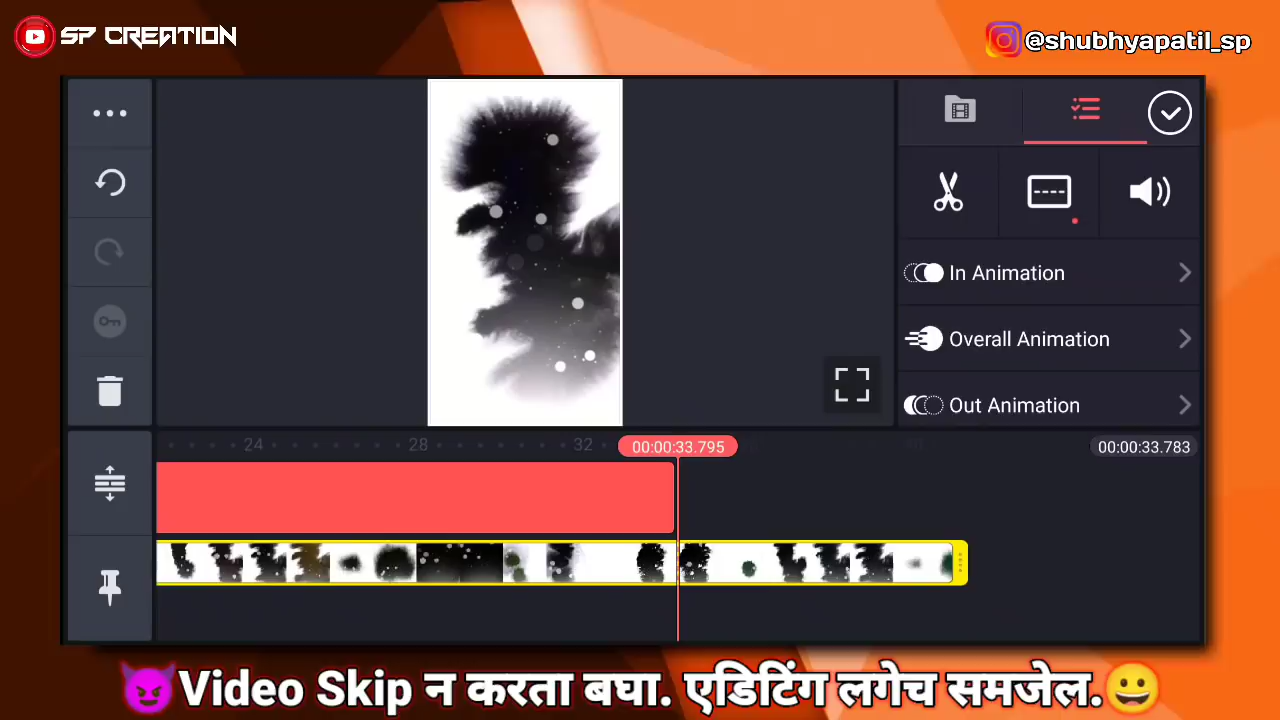 SP CREATION
@shubhyapatil_sp
In Animation
Overall Animation
Out Animation
24
28
32
00:00:33.795
40
00:00:33.783
😈Video Skip न करता बघा. एडिटिंग लगेच समजेल.😀